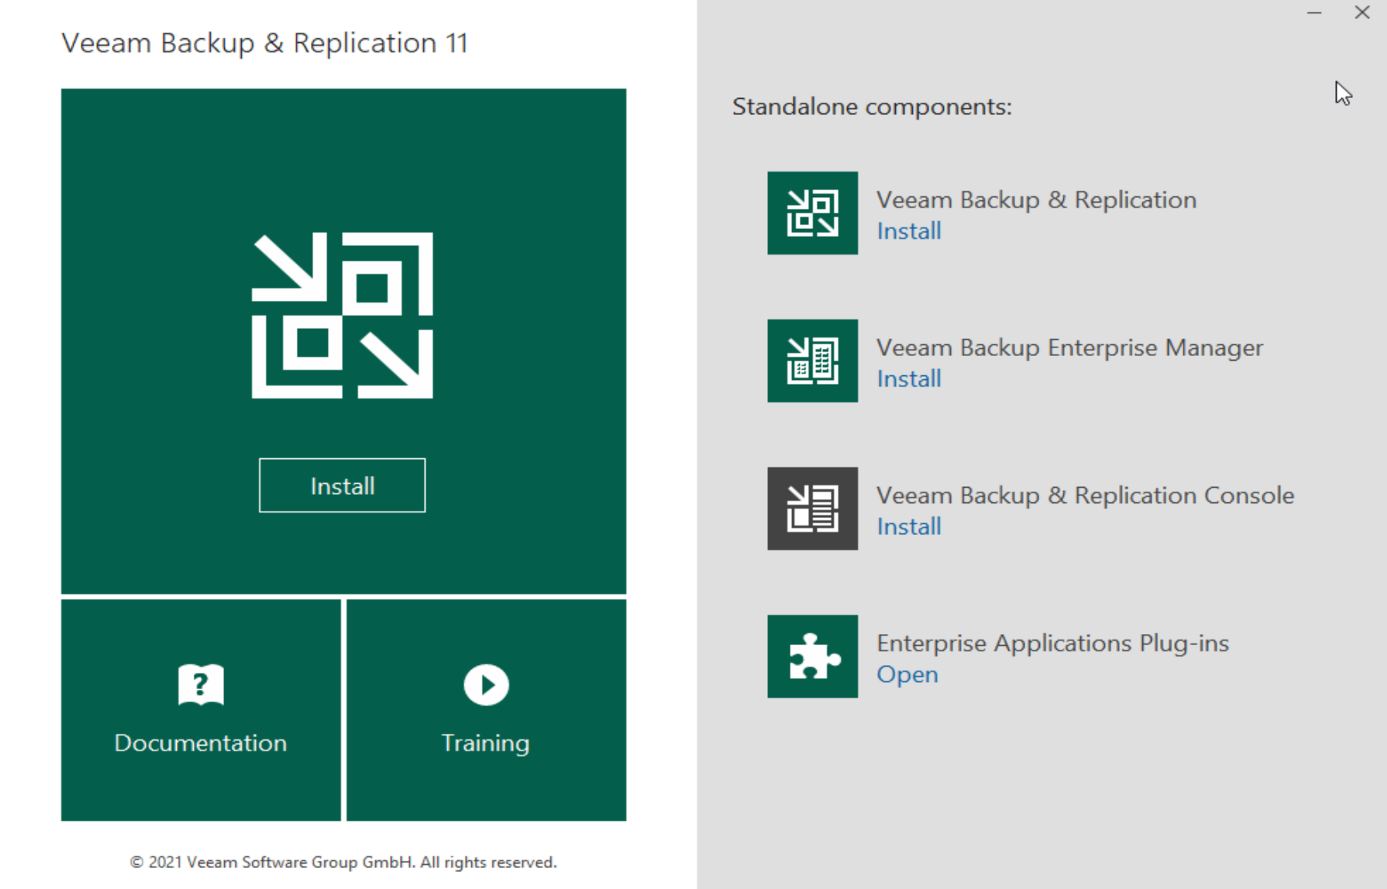 Veeam Backup & Replication 11
Install
Documentation
Training
© 2021 Veeam Software Group GmbH. All rights reserved.
Standalone components:
Veeam Backup & Replication
Install
Veeam Backup Enterprise Manager
Install
Veeam Backup & Replication Console
Install
Enterprise Applications Plug-ins
Open